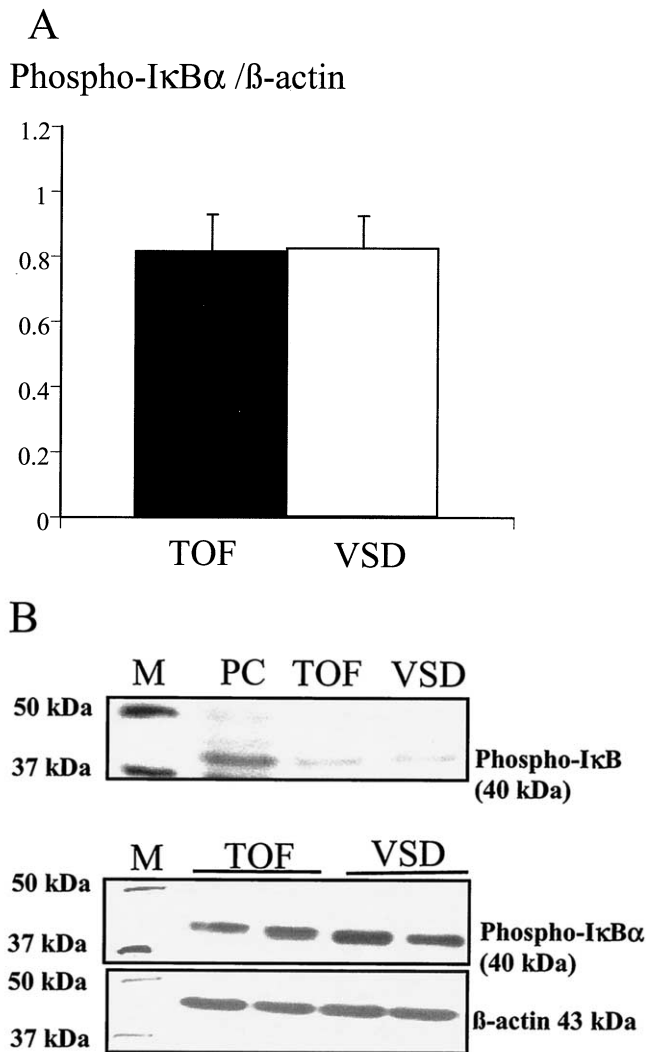 A
Phospho-IκBα /ß-actin
1.2
1
0.8
0.6
0.4
0.2
0
TOF VSD
B
M PC TOF VSD
50 kDa
37 kDa
Phospho-IκB
(40 kDa)
M TOF VSD
50 kDa
37 kDa
Phospho-IκBα
(40 kDa)
50 kDa
ß-actin 43 kDa
37 kDa